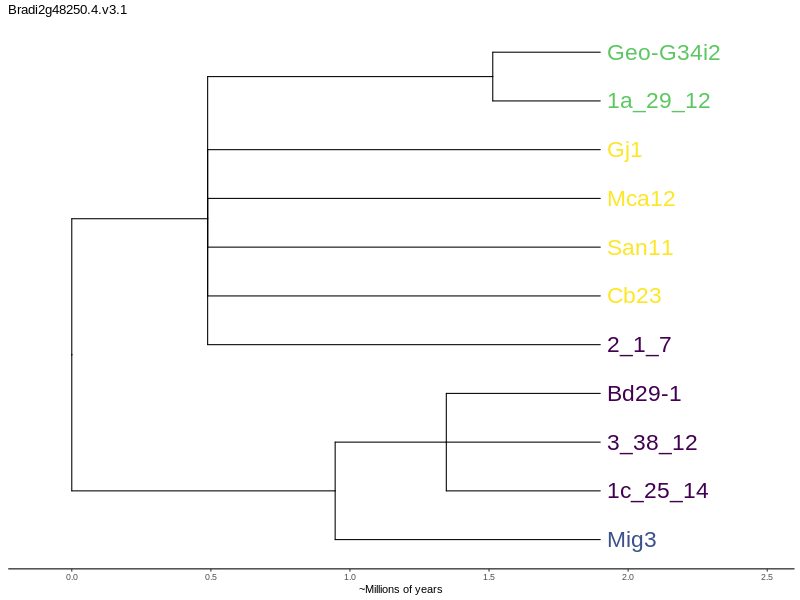 Bradi2g48250.4.v3.1
Geo-G34i2
1a_29_12
Gj1
Mca12
San11
Cb23
2_1_7
Bd29-1
3_38_12
1c_25_14
Mig3
0.0 0.5 1.0 1.5 2.0 2.5
~Millions of years